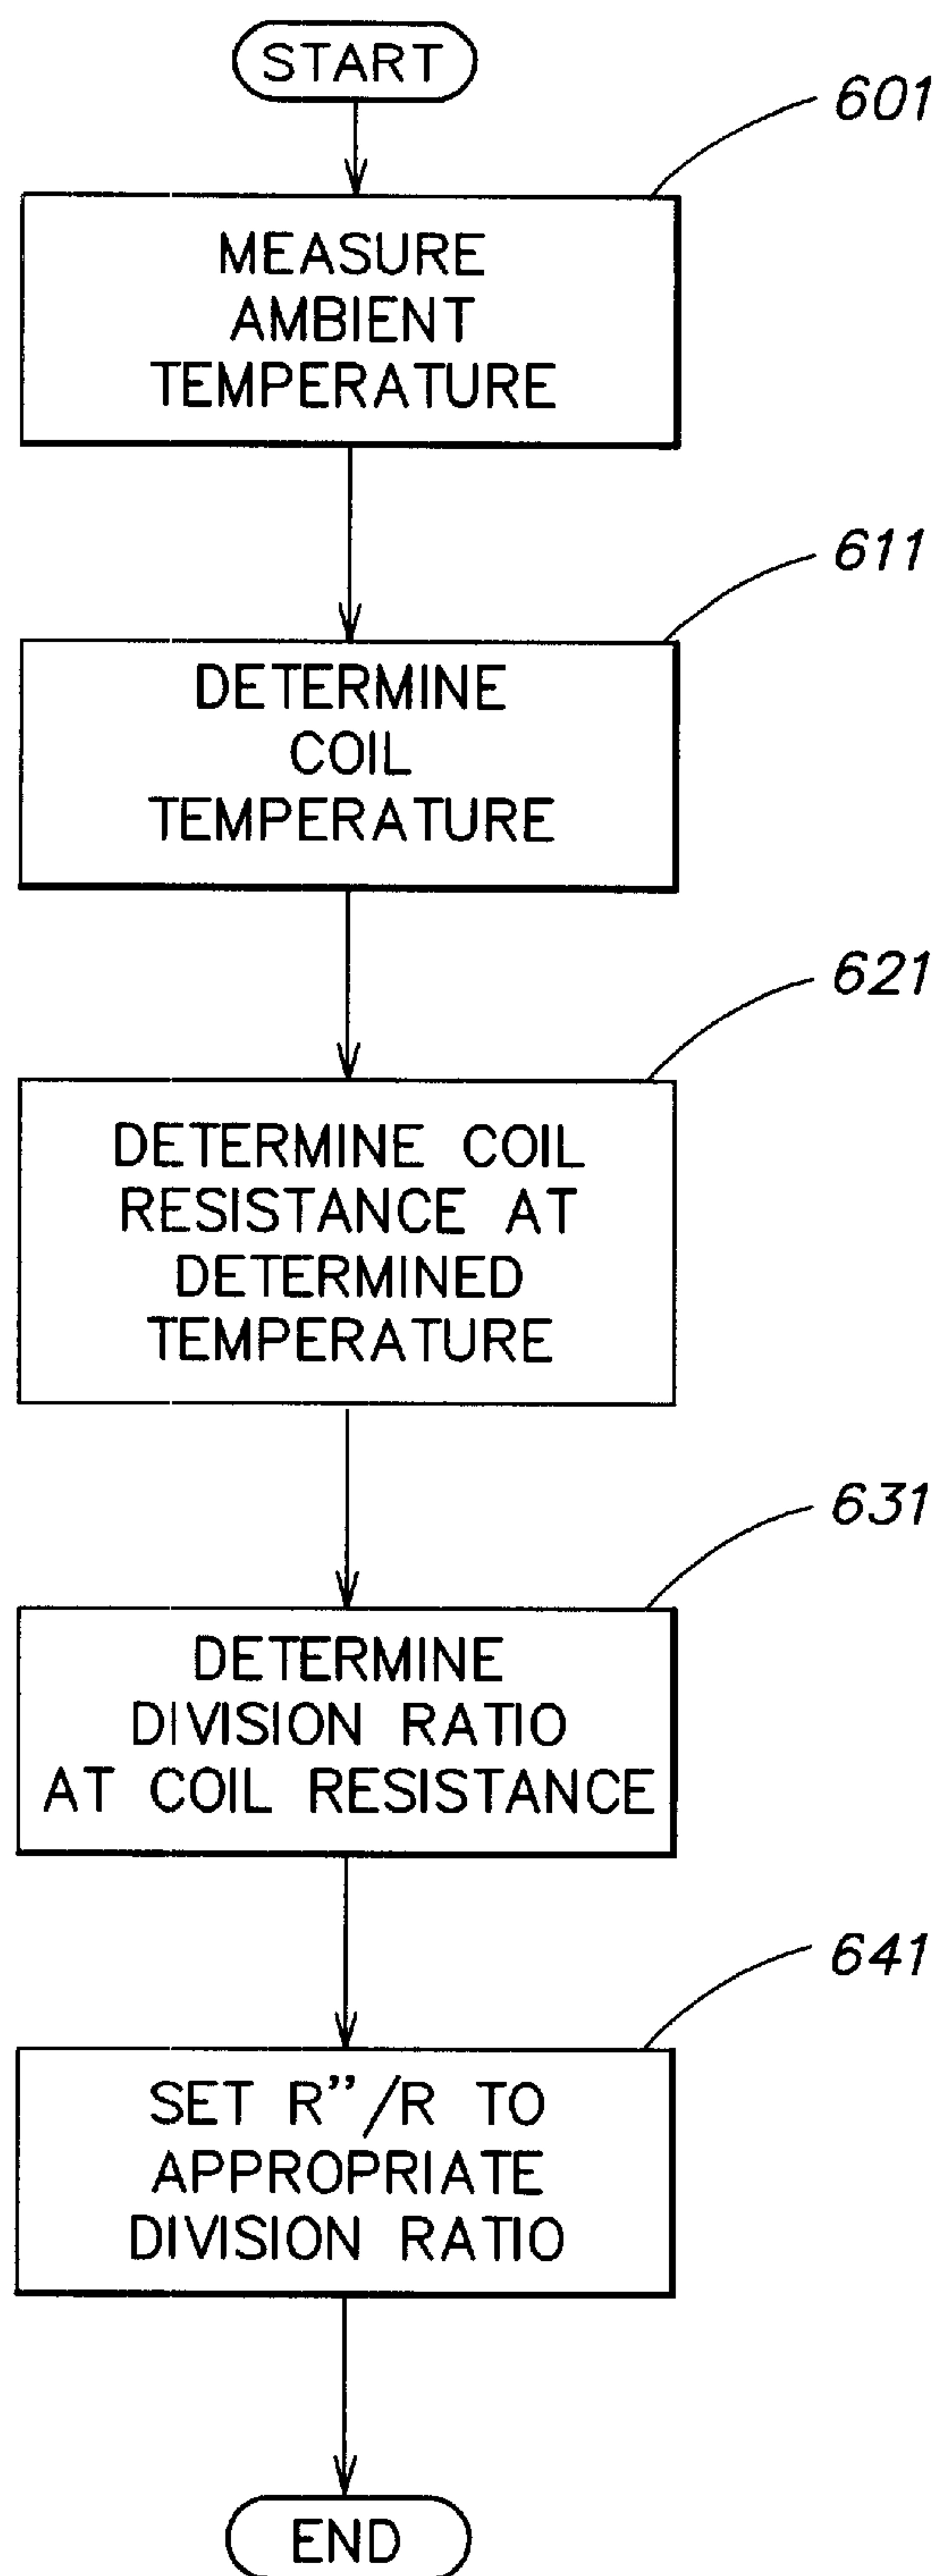 START
601
MEASURE
AMBIENT
TEMPERATURE
611
DETERMINE
COIL
TEMPERATURE
621
DETERMINE COIL
RESISTANCE AT
DETERMINED
TEMPERATURE
631
DETERMINE
DIVISION RATIO
AT COIL RESISTANCE
641
SET R”/R TO
APPROPRIATE
DIVISION RATIO
END